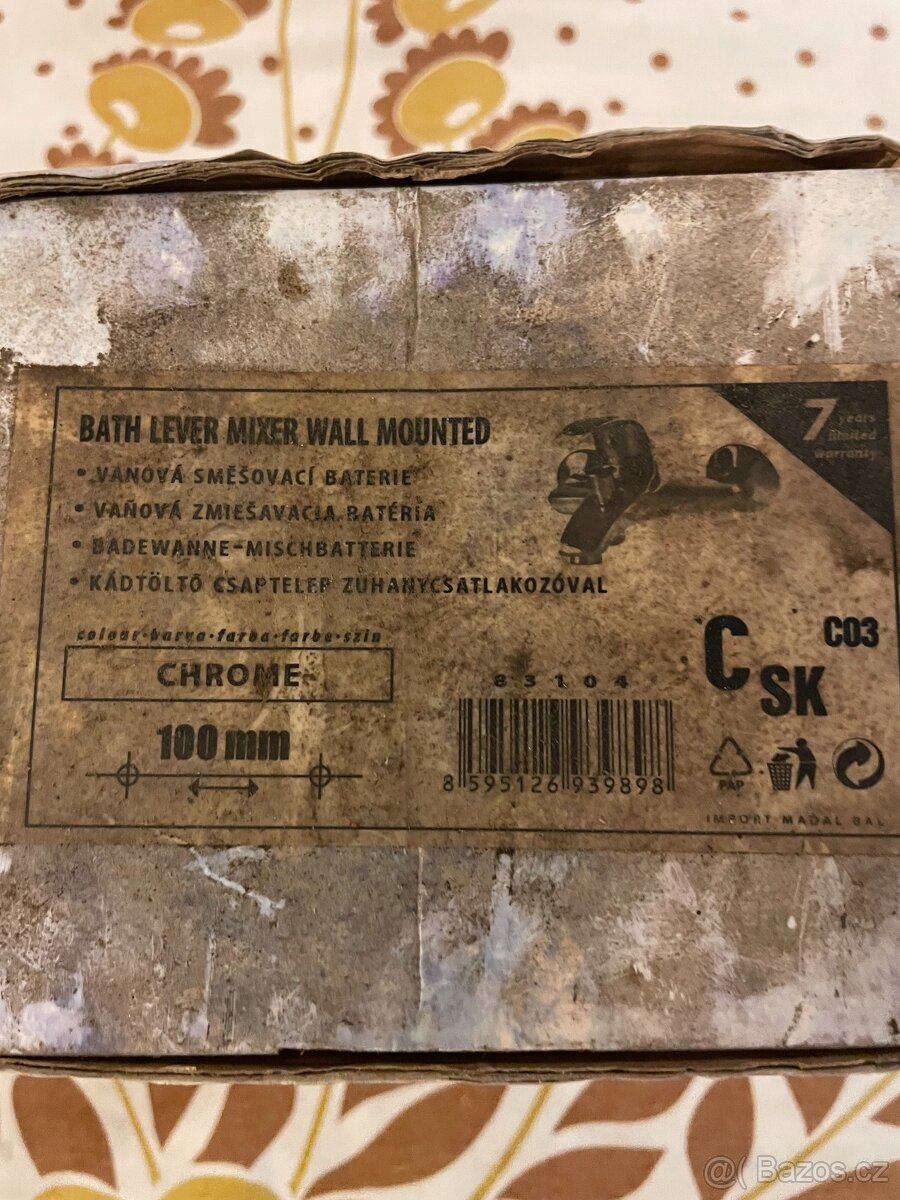 BATH LEVER MIXER WALL MOUNTED
7 years
limited
warranty
• VANOVÁ SMĚŠOVACÍ BATERIE
• VAŇOVÁ ZMIEŠAVACIA BATÉRIA
• BADEWANNE-MISCHBATTERIE
• KÁDTÖLTŐ CSAPTELEP ZUHANYCSATLAKOZÓVAL
colour•barva•farba•farbe•szín
CHROME
100 mm
83104
8 595126 939898
C SK C03
PAP
IMPORT MADAL BAL
@( Bazos.cz